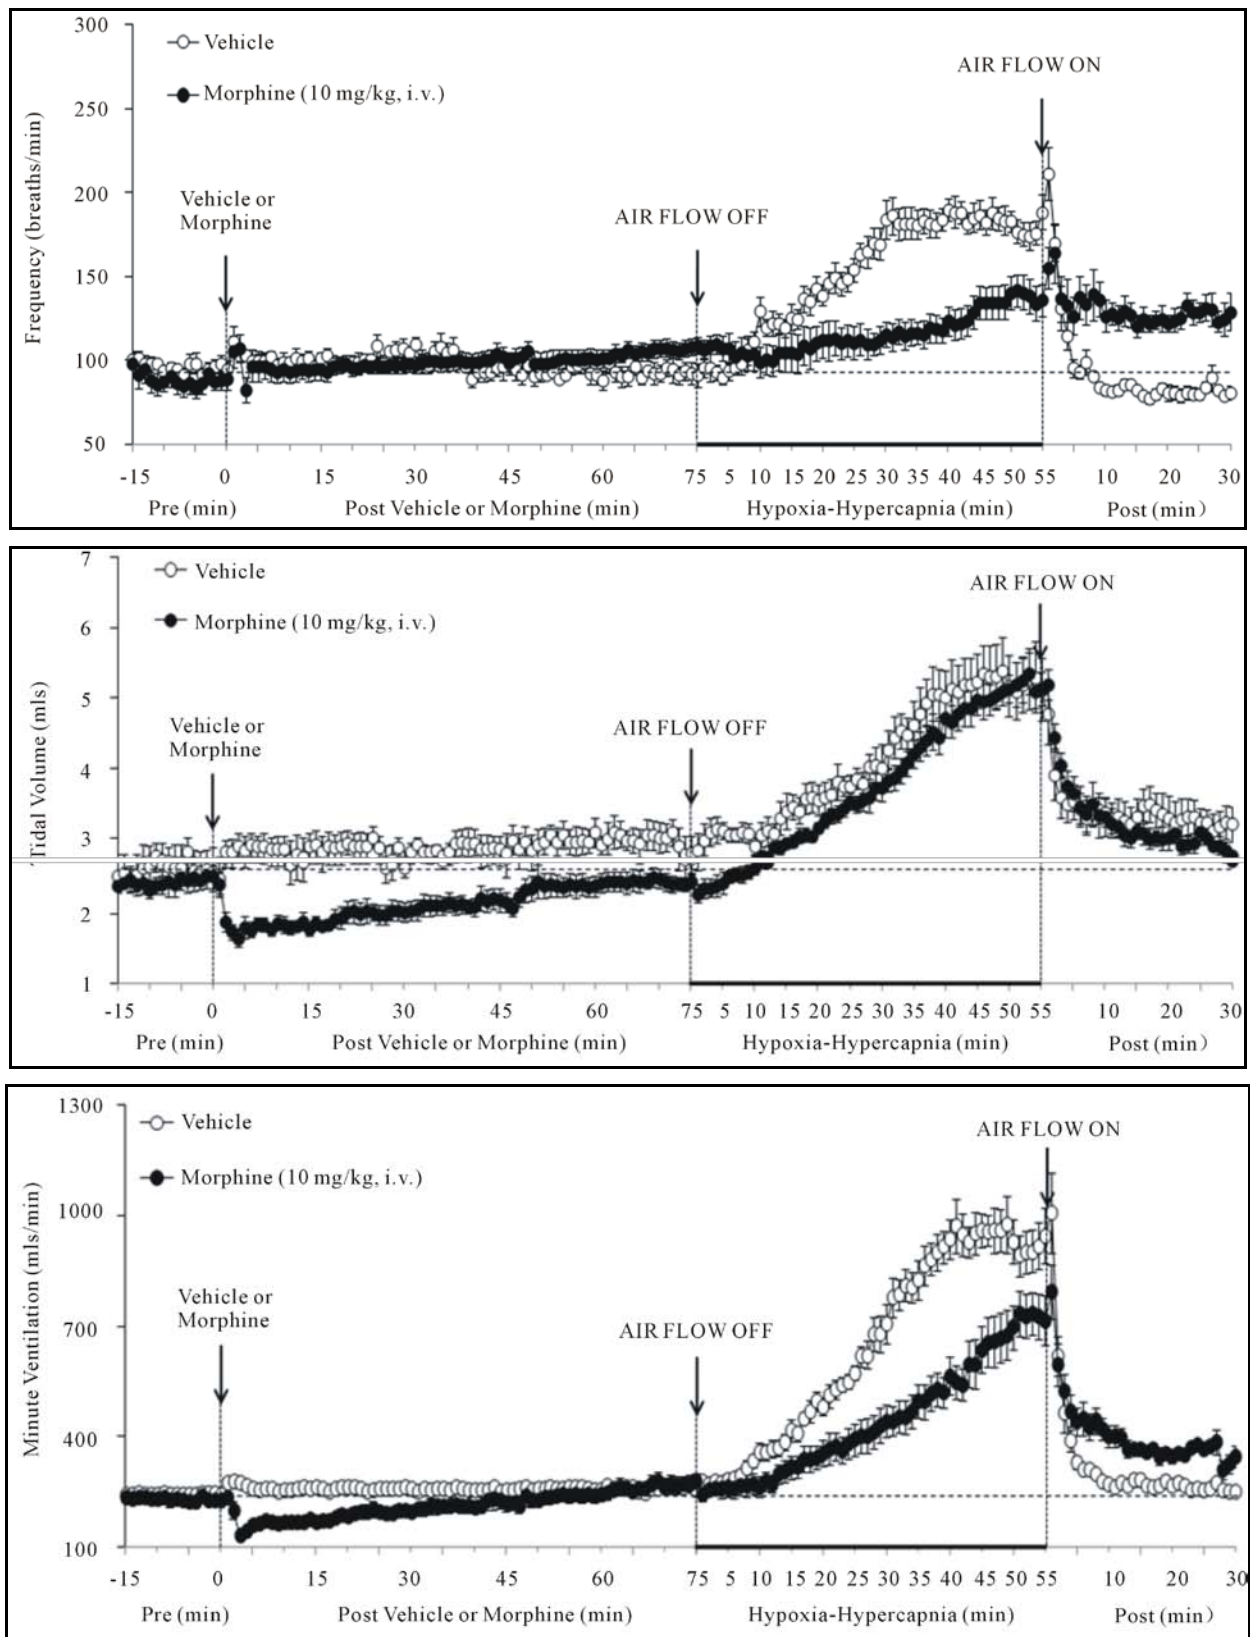 300
Vehicle
AIR FLOW ON
Morphine (10 mg/kg, i.v.)
250
Frequency (breaths/min)
200
Vehicle or
Morphine
AIR FLOW OFF
150
100
50
-15 0 15 30 45 60 75 5 10 15 20 25 30 35 40 45 50 55 10 20 30
Pre (min) Post Vehicle or Morphine (min) Hypoxia-Hypercapnia (min) Post (min)
7
Vehicle
AIR FLOW ON
Morphine (10 mg/kg, i.v.)
6
Tidal Volume (mls)
5
Vehicle or
Morphine
AIR FLOW OFF
4
3
2
1
-15 0 15 30 45 60 75 5 10 15 20 25 30 35 40 45 50 55 10 20 30
Pre (min) Post Vehicle or Morphine (min) Hypoxia-Hypercapnia (min) Post (min)
1300
Vehicle
AIR FLOW ON
Morphine (10 mg/kg, i.v.)
1000
Minute Ventilation (mls/min)
Vehicle or
Morphine
700
AIR FLOW OFF
400
100
-15 0 15 30 45 60 75 5 10 15 20 25 30 35 40 45 50 55 10 20 30
Pre (min) Post Vehicle or Morphine (min) Hypoxia-Hypercapnia (min) Post (min)